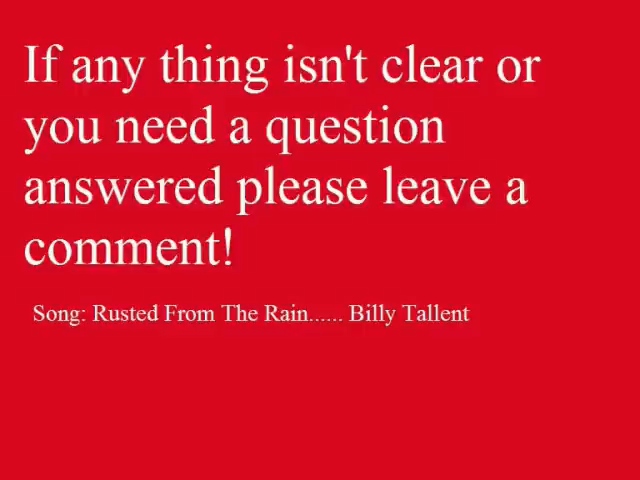 If any thing isn't clear or
you need a question
answered please leave a
comment!
Song: Rusted From The Rain...... Billy Tallent